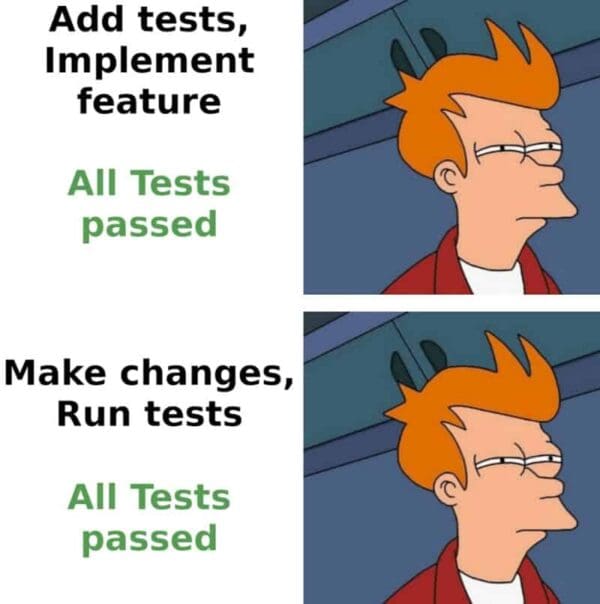 Add tests,
Implement
feature
All Tests
passed
Make changes,
Run tests
All Tests
passed